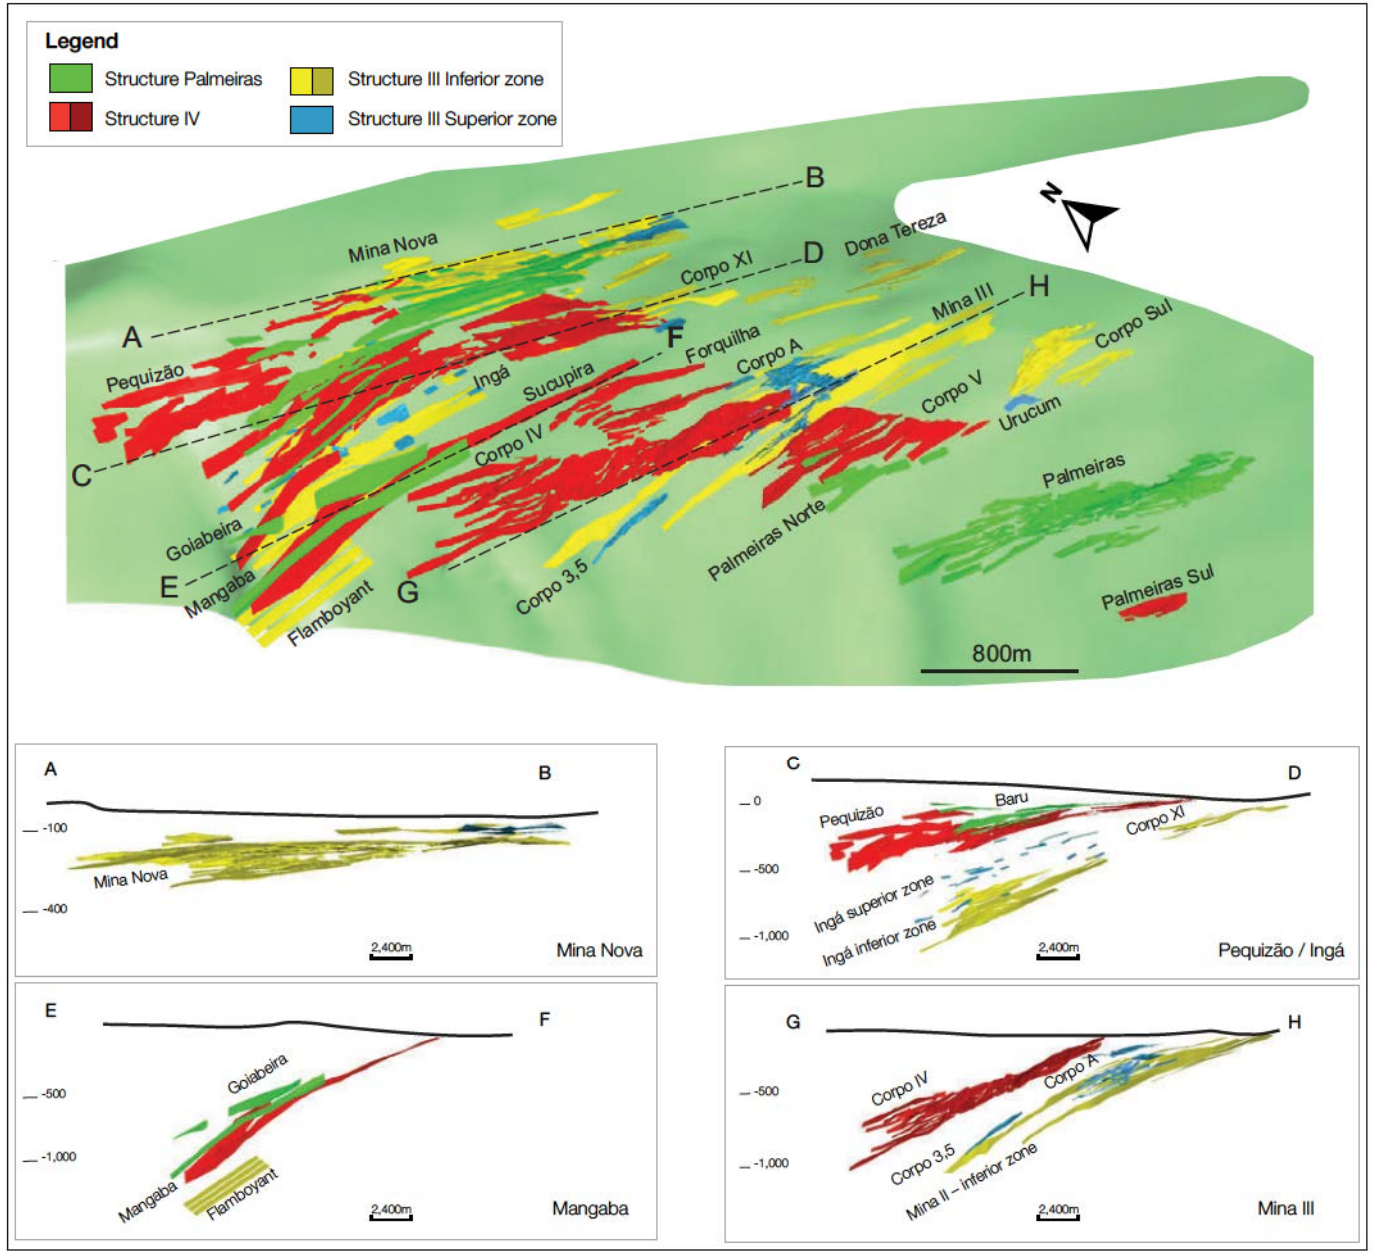 Legend
Structure Palmeiras
Structure III Inferior zone
Structure IV
Structure III Superior zone
B
N
Mina Nova
Dona Tereza
Corpo XI
D
H
Mina III
A
F
Forquilha
Corpo Sul
Pequizão
Corpo A
Ingá
Sucupira
Corpo V
Urucum
Corpo IV
C
Palmeiras
Goiabeira
Palmeiras Norte
E
Mangaba
G
Corpo 3,5
Palmeiras Sul
Flamboyant
800m
A
B
-100
Mina Nova
-400
2,400m
Mina Nova
C
D
0
Baru
Pequizão
Corpo XI
-500
Ingá superior zone
Ingá inferior zone
-1,000
2,400m
Pequizão / Ingá
E
F
Goiabeira
-500
-1,000
Mangaba
Flamboyant
2,400m
Mangaba
G
H
Corpo A
Corpo IV
-500
Corpo 3,5
-1,000
Mina II – inferior zone
2,400m
Mina III